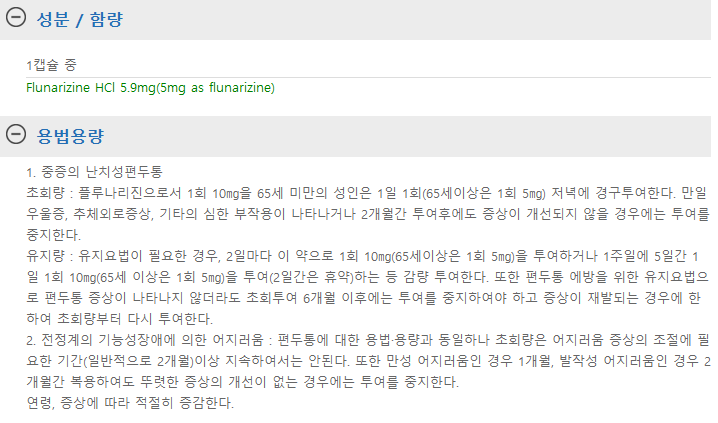 성분 / 함량
1캡슐 중
Flunarizine HCl 5.9mg(5mg as flunarizine)
용법용량
1. 중증의 난치성편두통
초회량 : 플루나리진으로서 1회 10㎎을 65세 미만의 성인은 1일 1회(65세이상은 1회 5㎎) 저녁에 경구투여한다. 만일
우울증, 추체외로증상, 기타의 심한 부작용이 나타나거나 2개월간 투여후에도 증상이 개선되지 않을 경우에는 투여를
중지한다.
유지량 : 유지요법이 필요한 경우, 2일마다 이 약으로 1회 10㎎(65세이상은 1회 5㎎)을 투여하거나 1주일에 5일간 1
일 1회 10㎎(65세 이상은 1회 5㎎)을 투여(2일간은 휴약)하는 등 감량 투여한다. 또한 편두통 에방을 위한 유지요법으
로 편두통 증상이 나타나지 않더라도 초회투여 6개월 이후에는 투여를 중지하여야 하고 증상이 재발되는 경우에 한
하여 초회량부터 다시 투여한다.
2. 전정계의 기능성장애에 의한 어지러움 : 편두통에 대한 용법·용량과 동일하나 초회량은 어지러움 증상의 조절에 필
요한 기간(일반적으로 2개월)이상 지속하여서는 안된다. 또한 만성 어지러움인 경우 1개월, 발작성 어지러움인 경우 2
개월간 복용하여도 뚜렷한 증상의 개선이 없는 경우에는 투여를 중지한다.
연령, 증상에 따라 적절히 증감한다.